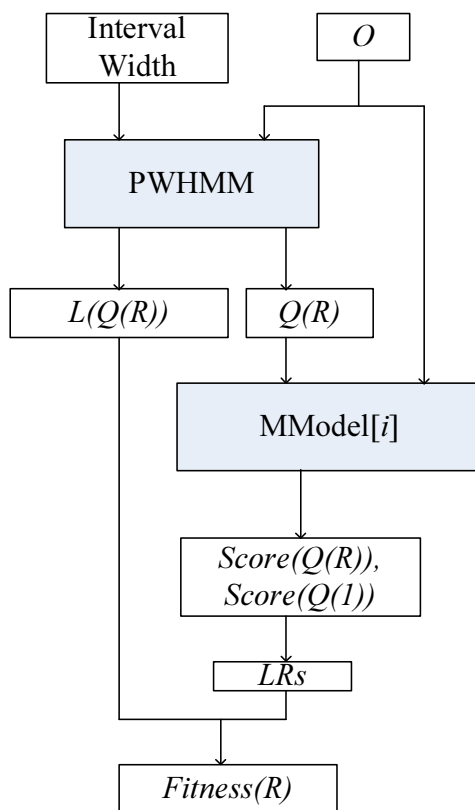 Interval
Width
O
PWHMM
L(Q(R))
Q(R)
MModel[i]
Score(Q(R)),
Score(Q(1))
LRs
Fitness(R)